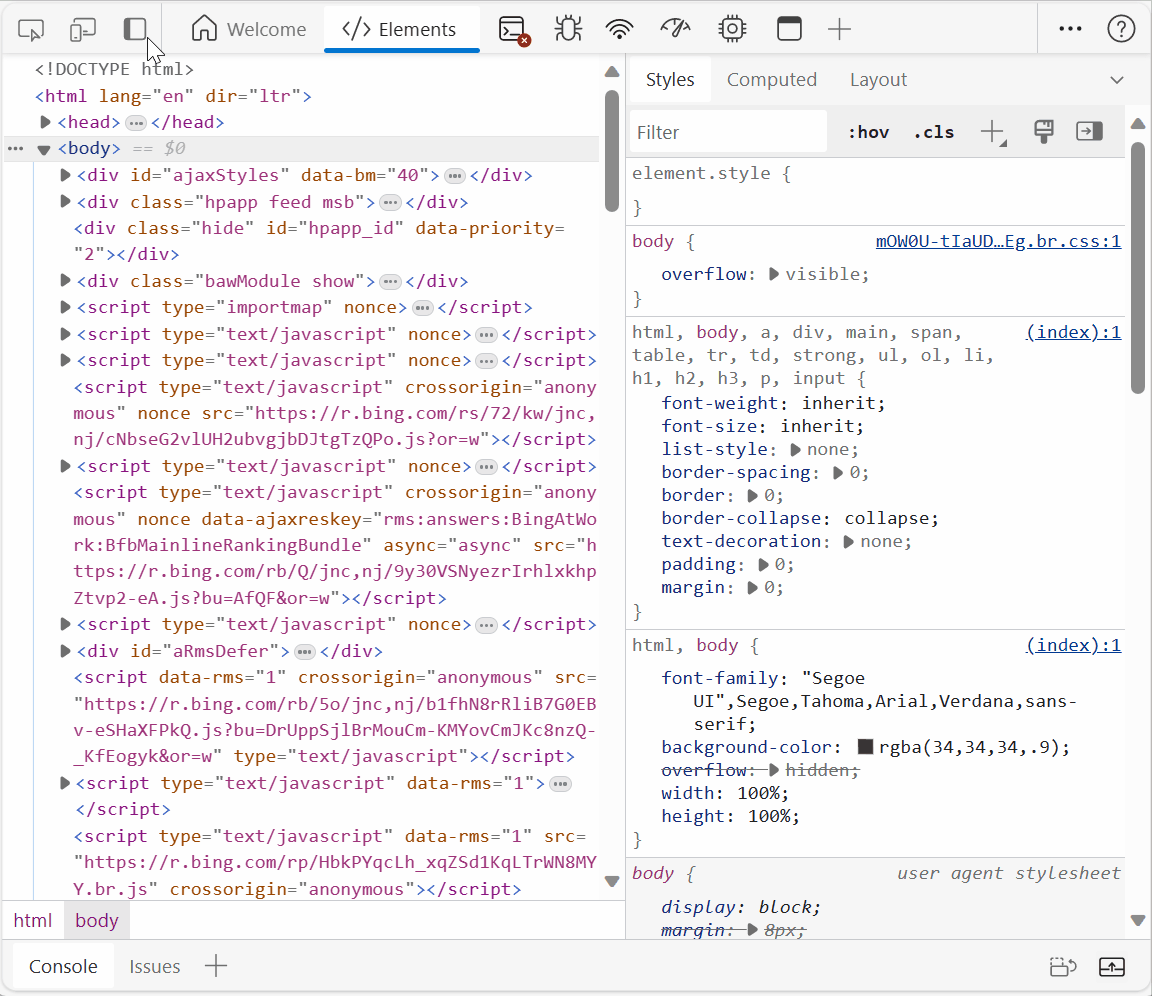 Welcome
Elements
<!DOCTYPE html>
<html lang="en" dir="ltr">
<head> … </head>
<body> == $0
<div id="ajaxStyles" data-bm="40"> … </div>
<div class="hpapp feed msb"> … </div>
<div class="hide" id="hpapp_id" data-priority=
"2"></div>
<div class="bawModule show"> … </div>
<script type="importmap" nonce> … </script>
<script type="text/javascript" nonce> … </script>
<script type="text/javascript" nonce> … </script>
<script type="text/javascript" crossorigin="anony
mous" nonce src="https://r.bing.com/rs/72/kw/jnc,
nj/cNbseG2vlUH2ubvgjbDJtgTzQPo.js?or=w"></script>
<script type="text/javascript" nonce> … </script>
<script type="text/javascript" crossorigin="anony
mous" nonce data-ajaxreskey="rms:answers:BingAtWo
rk:BfbMainlineRankingBundle" async="async" src="h
ttps://r.bing.com/rb/Q/jnc,nj/9y30VSNyezrIrhlxkhp
Ztvp2-eA.js?bu=AfQF&or=w"></script>
<script type="text/javascript" nonce> … </script>
<div id="aRmsDefer"> … </div>
<script data-rms="1" crossorigin="anonymous" src=
"https://r.bing.com/rb/5o/jnc,nj/b1fhN8rRliB7G0EB
v-eSHaXFPkQ.js?bu=DrUppSjlBrMouCm-KMYovCmJKc8nzQ-
_KfEogyk&or=w" type="text/javascript"></script>
<script type="text/javascript" data-rms="1"> …
</script>
<script type="text/javascript" data-rms="1" src=
"https://r.bing.com/rp/HbkPYqcLh_xqZSd1KqLTrWN8MY
Y.br.js" crossorigin="anonymous"></script>
html body
Styles Computed Layout
Filter :hov .cls
element.style {
}
body { mOW0U-tIaUD…Eg.br.css:1
overflow: visible;
}
html, body, a, div, main, span, (index):1
table, tr, td, strong, ul, ol, li,
h1, h2, h3, p, input {
font-weight: inherit;
font-size: inherit;
list-style: none;
border-spacing: 0;
border: 0;
border-collapse: collapse;
text-decoration: none;
padding: 0;
margin: 0;
}
html, body { (index):1
font-family: "Segoe
UI",Segoe,Tahoma,Arial,Verdana,sans-
serif;
background-color: rgba(34,34,34,.9);
overflow: hidden;
width: 100%;
height: 100%;
}
body { user agent stylesheet
display: block;
margin: 8px;
Console Issues